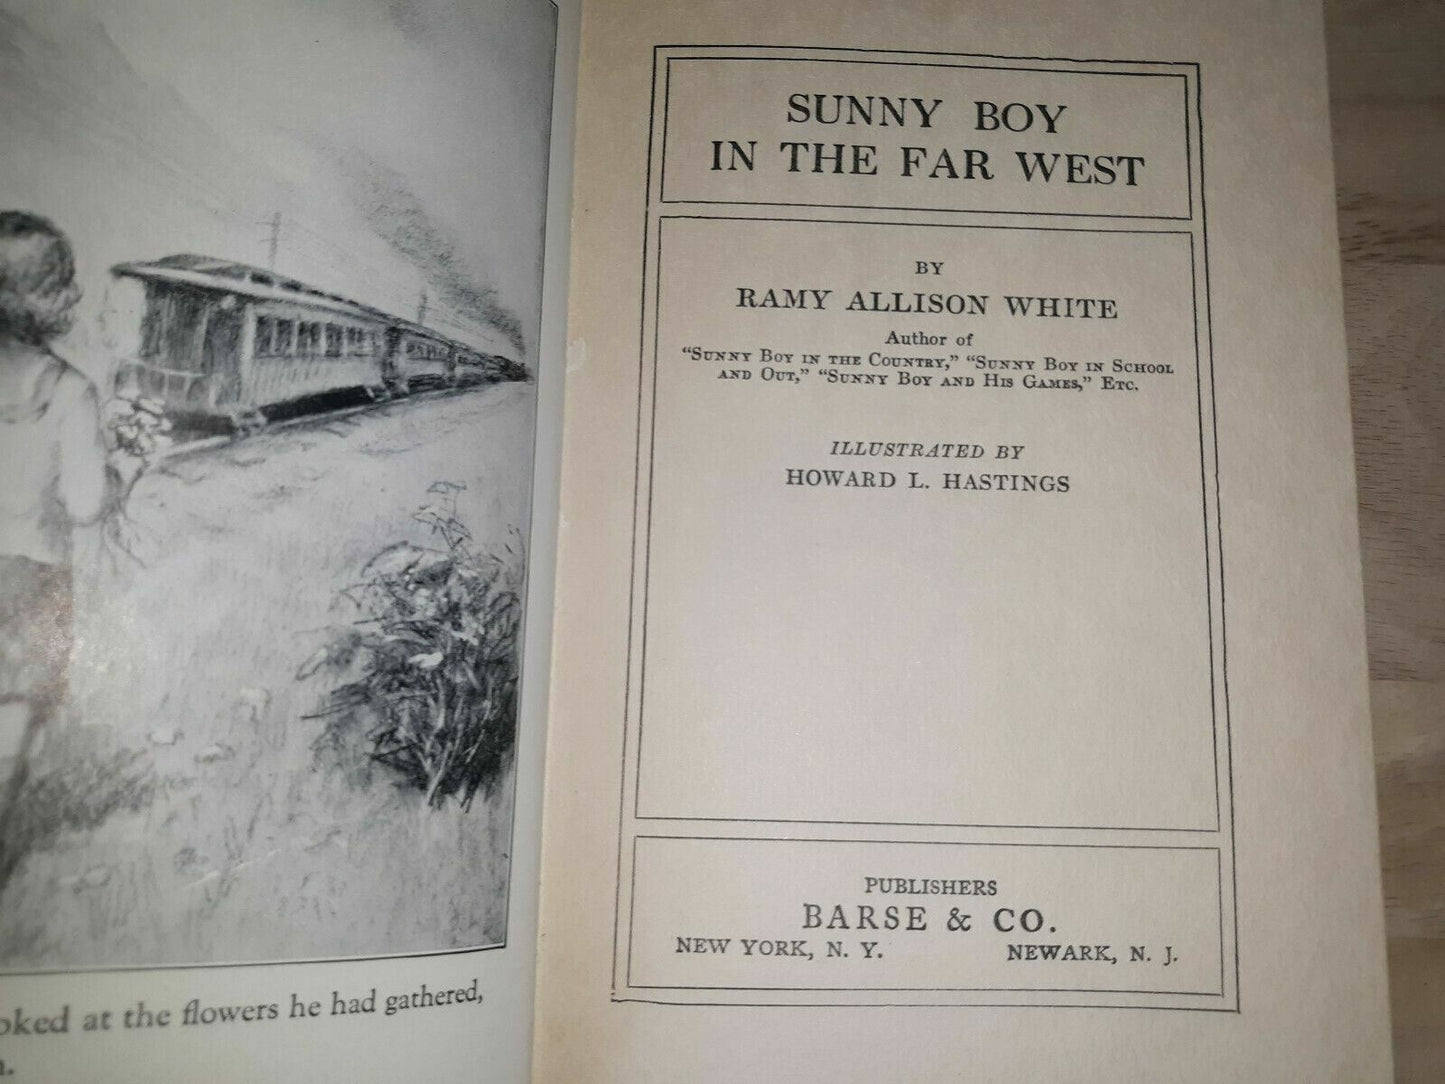 at the flowers he had gathered,
SUNNY BOY
IN THE FAR WEST
BY
RAMY ALLISON WHITE
Author of
“SUNNY BOY IN THE COUNTRY,” “SUNNY BOY IN SCHOOL
AND OUT,” “SUNNY BOY AND HIS GAMES,” ETC.
ILLUSTRATED BY
HOWARD L. HASTINGS
PUBLISHERS
BARSE & CO.
NEW YORK, N. Y. NEWARK, N. J.